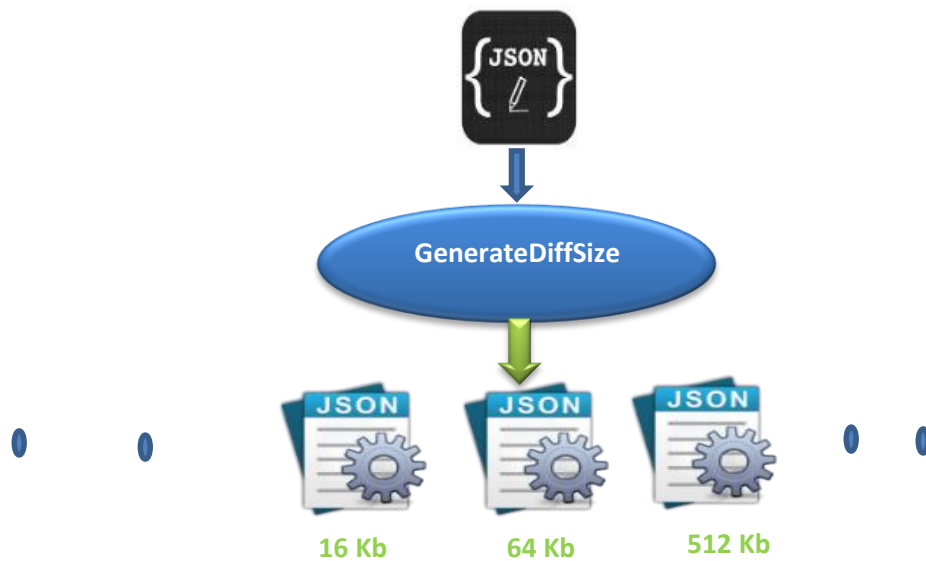 {JSON}
GenerateDiffSize
JSON
JSON
JSON
16 Kb
64 Kb
512 Kb